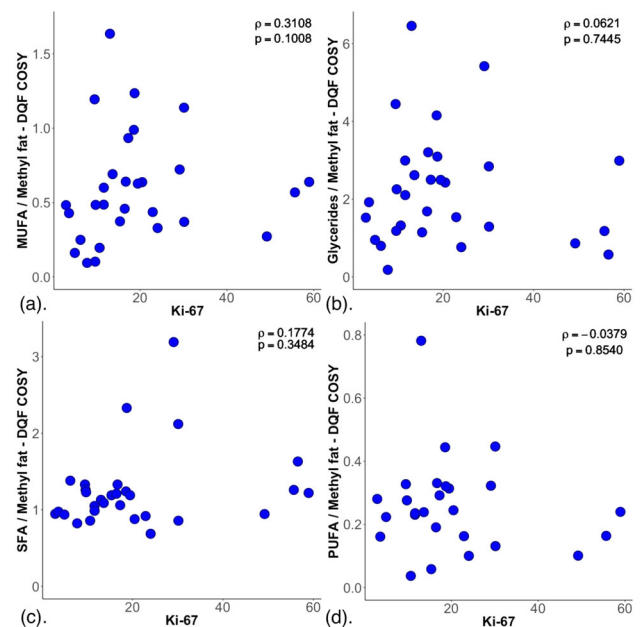 ρ = 0.3108
p = 0.1008
MUFA / Methyl fat - DQF COSY
1.5
1.0
0.5
0.0
20
40
60
Ki-67
(a).
ρ = 0.0621
p = 0.7445
Glycerides / Methyl fat - DQF COSY
6
4
2
0
20
40
60
Ki-67
(b).
ρ = 0.1774
p = 0.3484
SFA / Methyl fat - DQF COSY
3
2
1
0
0
20
40
60
Ki-67
(c).
ρ = −0.0379
p = 0.8540
PUFA / Methyl fat - DQF COSY
0.8
0.6
0.4
0.2
0.0
0
20
40
60
Ki-67
(d).